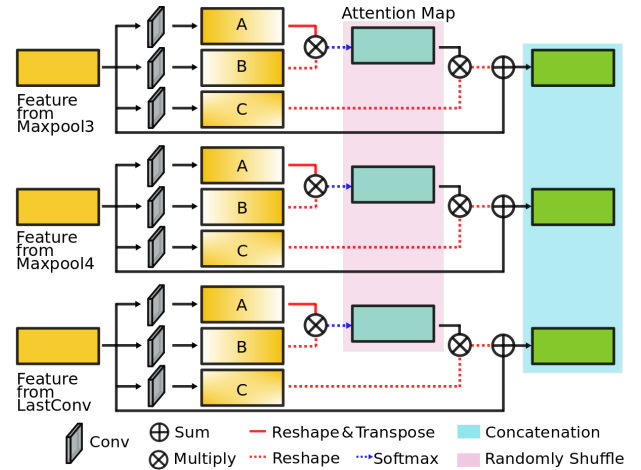 Attention Map
A
B
C
Feature
from
Maxpool3
A
B
C
Feature
from
Maxpool4
A
B
C
Feature
from
LastConv
Conv
Sum
Multiply
Reshape & Transpose
Reshape
Softmax
Concatenation
Randomly Shuffle